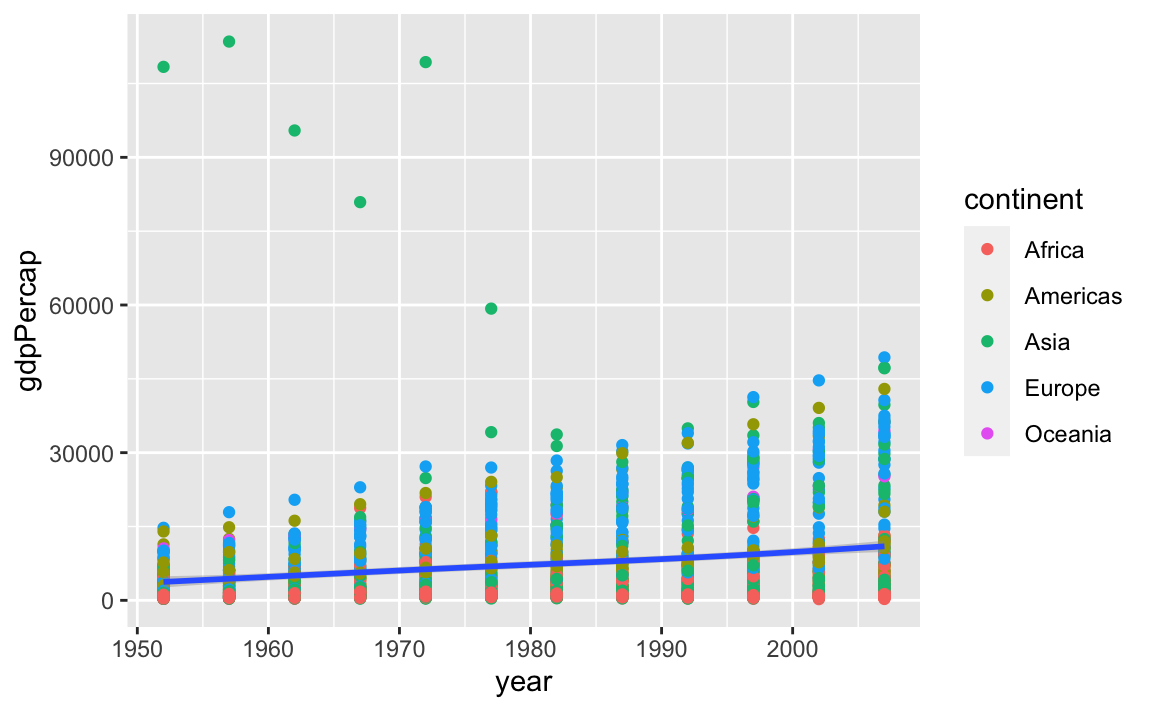 90000
60000
30000
0
gdpPercap
1950 1960 1970 1980 1990 2000
year
continent
Africa
Americas
Asia
Europe
Oceania